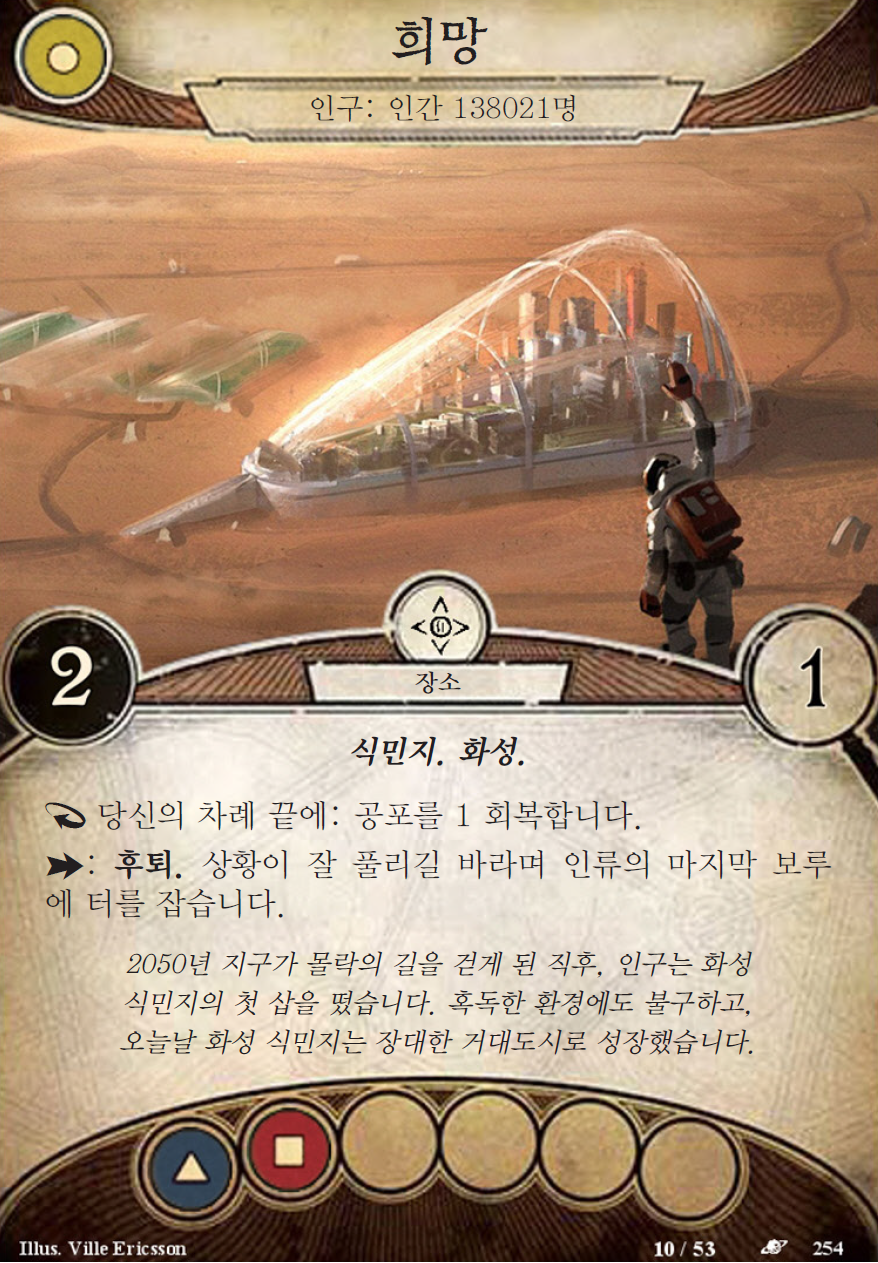 희망
인구: 인간 138021명
2
1
장소
식민지. 화성.
당신의 차례 끝에: 공포를 1 회복합니다.
: 후퇴. 상황이 잘 풀리길 바라며 인류의 마지막 보루
에 터를 잡습니다.
2050년 지구가 몰락의 길을 걷게 된 직후, 인구는 화성
식민지의 첫 삽을 떴습니다. 혹독한 환경에도 불구하고,
오늘날 화성 식민지는 장대한 거대도시로 성장했습니다.
Illus. Ville Ericsson
10 / 53
254